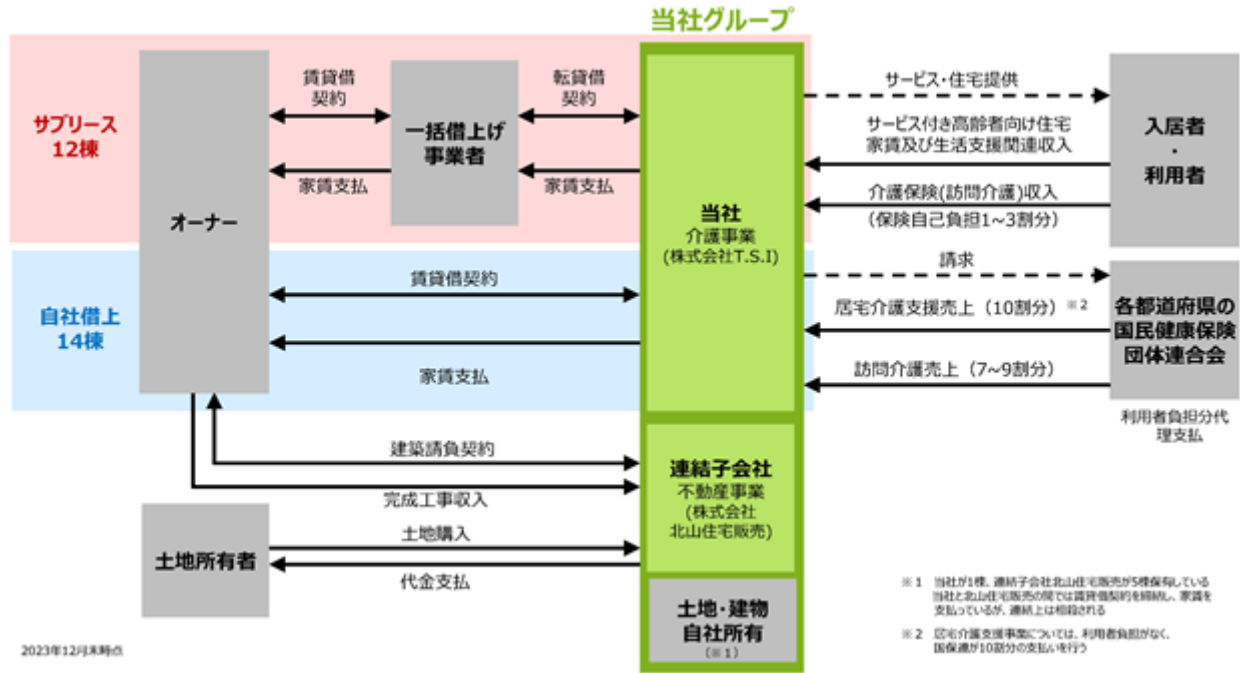 当社グループ
サブリース
12棟
オーナー
賃貸借
契約
家賃支払
一括借上げ
事業者
転貸借
契約
家賃支払
当社
介護事業
(株式会社T.S.I)
サービス・住宅提供
サービス付き高齢者向け住宅
家賃及び生活支援関連収入
介護保険(訪問介護)収入
(保険自己負担1~3割分)
入居者
・
利用者
自社借上
14棟
賃貸借契約
家賃支払
請求
居宅介護支援売上（10割分）※2
訪問介護売上（7~9割分）
各都道府県の
国民健康保険
団体連合会
利用者負担分代
理支払
建築請負契約
完成工事収入
連結子会社
不動産事業
(株式会社
北山住宅販売)
土地所有者
土地購入
代金支払
土地・建物
自社所有
(※1)
※1 当社が1棟、連結子会社北山住宅販売が5棟保有している
当社と北山住宅販売の間では賃貸借契約を締結し、家賃を
支払っているが、連結上は相殺される
※2 居宅介護支援事業については、利用者負担がなく、
国保連が10割分の支払いを行う
2023年12月末時点